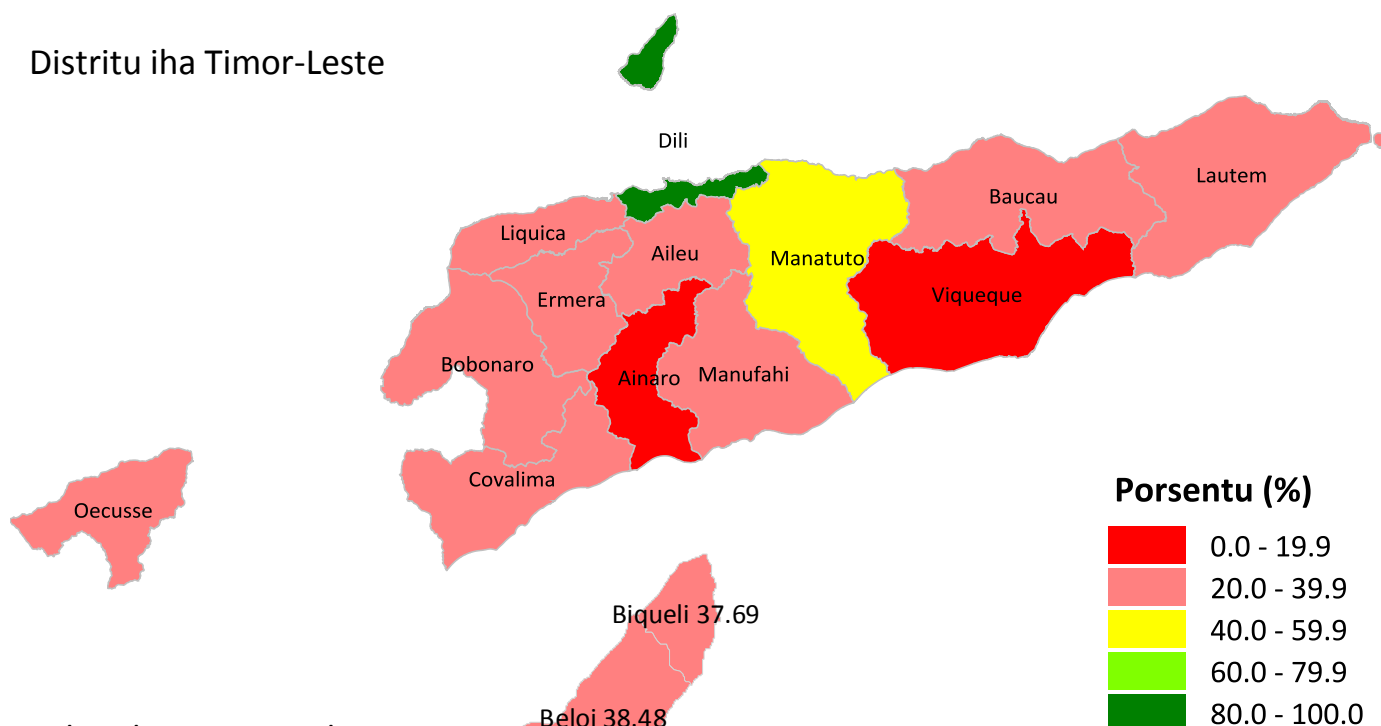 Distritu iha Timor-Leste
Dili
Lautem
Baucau
Liquica
Aileu
Manatuto
Viqueque
Ermera
Bobonaro
Ainaro
Manufahi
Covalima
Oecusse
Porsentu (%)
0.0 - 19.9
20.0 - 39.9
40.0 - 59.9
60.0 - 79.9
80.0 - 100.0
Biqueli 37.69
Beloi 38.48